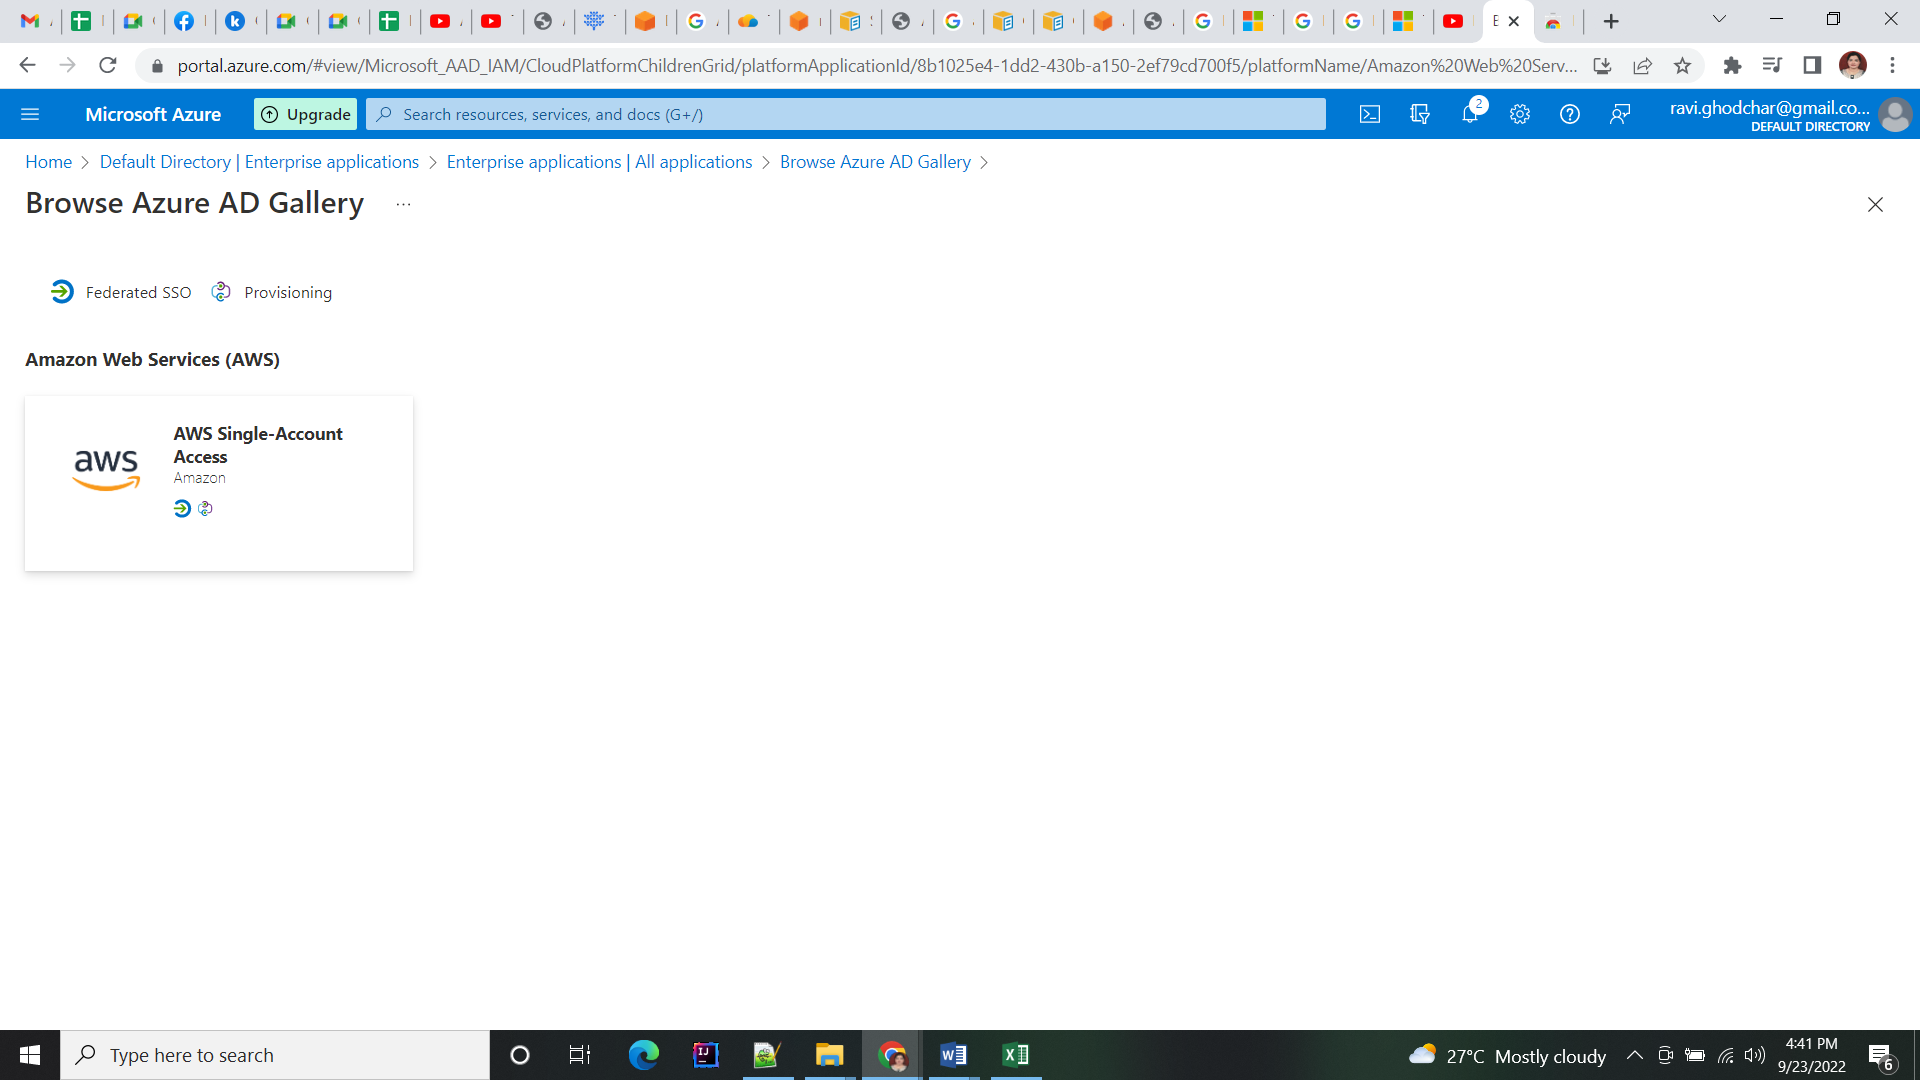 portal.azure.com/#view/Microsoft_AAD_IAM/CloudPlatformChildrenGrid/platformApplicationId/8b1025e4-1dd2-430b-a150-2ef79cd700f5/platformName/Amazon%20Web%20Serv...
Microsoft Azure
Upgrade
Search resources, services, and docs (G+/)
2
ravi.ghodchar@gmail.co...
DEFAULT DIRECTORY
Home > Default Directory | Enterprise applications > Enterprise applications | All applications > Browse Azure AD Gallery >
Browse Azure AD Gallery ...
Federated SSO Provisioning
Amazon Web Services (AWS)
aws
AWS Single-Account
Access
Amazon
Type here to search
27°C Mostly cloudy
4:41 PM
9/23/2022
6